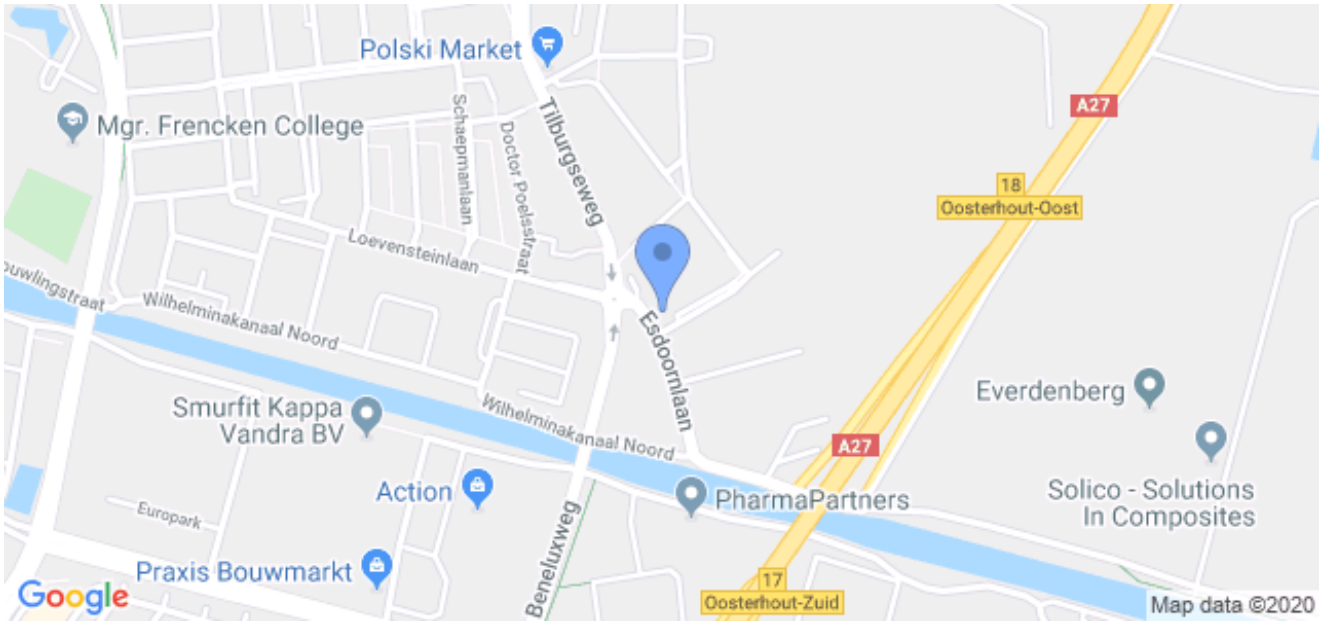 Polski Market
A27
Mgr. Frencken College
Schaepmanlaan
Doctor Poelsstraat
Tilburgseweg
18
Oosterhout-Oost
Loevensteinlaan
ouwlingstraat
Wilhelminakanaal Noord
Esdoornlaan
Everdenberg
Smurfit Kappa
Vandra BV
Wilhelminakanaal Noord
A27
Action
PharmaPartners
Solico - Solutions
In Composites
Europark
Beneluxweg
Praxis Bouwmarkt
17
Oosterhout-Zuid
Google
Map data ©2020